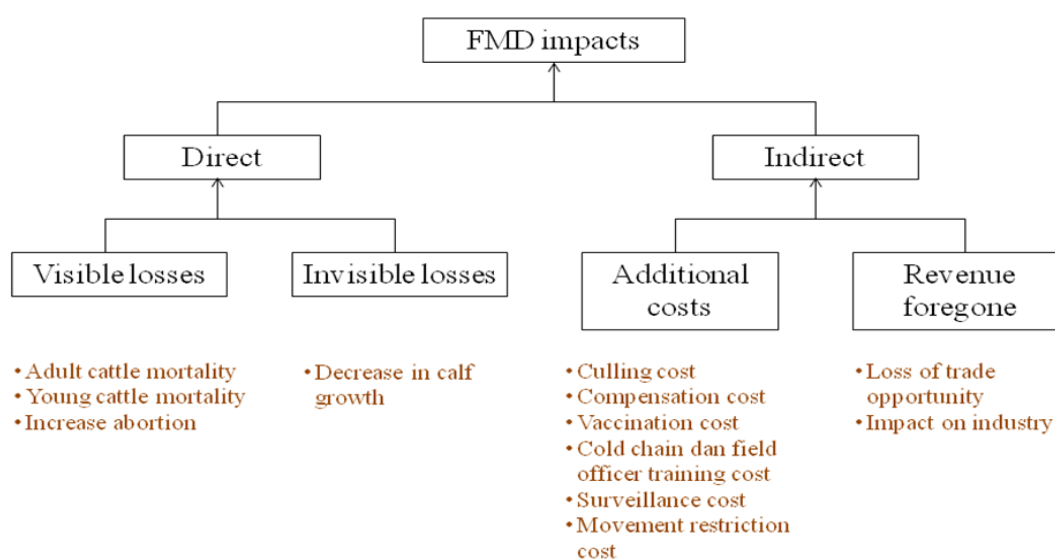 FMD impacts
Direct
Indirect
Visible losses
Invisible losses
Additional
costs
Revenue
foregone
• Adult cattle mortality
• Young cattle mortality
• Increase abortion
• Decrease in calf
growth
• Culling cost
• Compensation cost
• Vaccination cost
• Cold chain dan field
officer training cost
• Surveillance cost
• Movement restriction
cost
• Loss of trade
opportunity
• Impact on industry